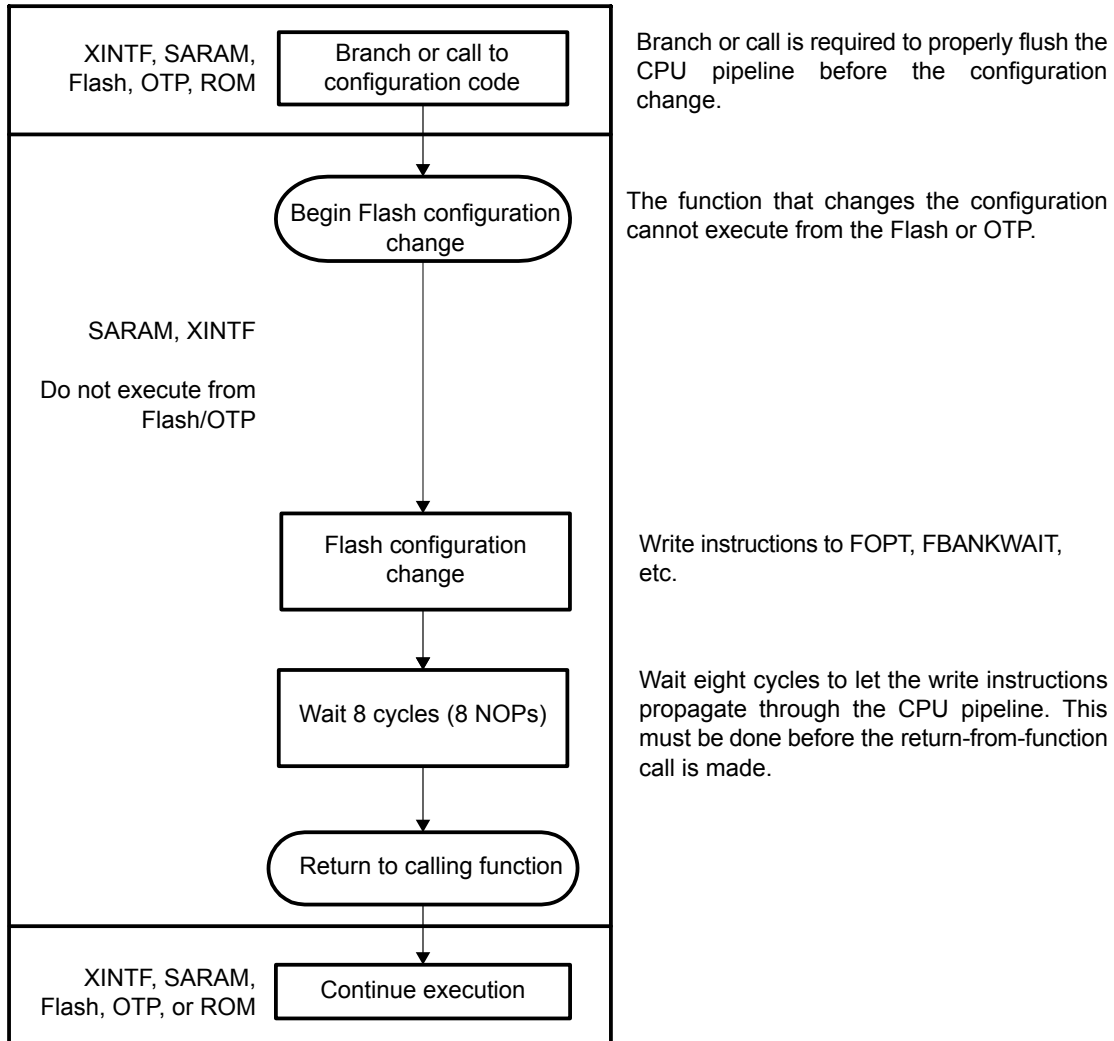 XINTF, SARAM,
Flash, OTP, ROM
Branch or call to
configuration code
Branch or call is required to properly flush the
CPU pipeline before the configuration
change.
Begin Flash configuration
change
The function that changes the configuration
cannot execute from the Flash or OTP.
SARAM, XINTF
Do not execute from
Flash/OTP
Flash configuration
change
Write instructions to FOPT, FBANKWAIT,
etc.
Wait 8 cycles (8 NOPs)
Wait eight cycles to let the write instructions
propagate through the CPU pipeline. This
must be done before the return-from-function
call is made.
Return to calling function
XINTF, SARAM,
Flash, OTP, or ROM
Continue execution